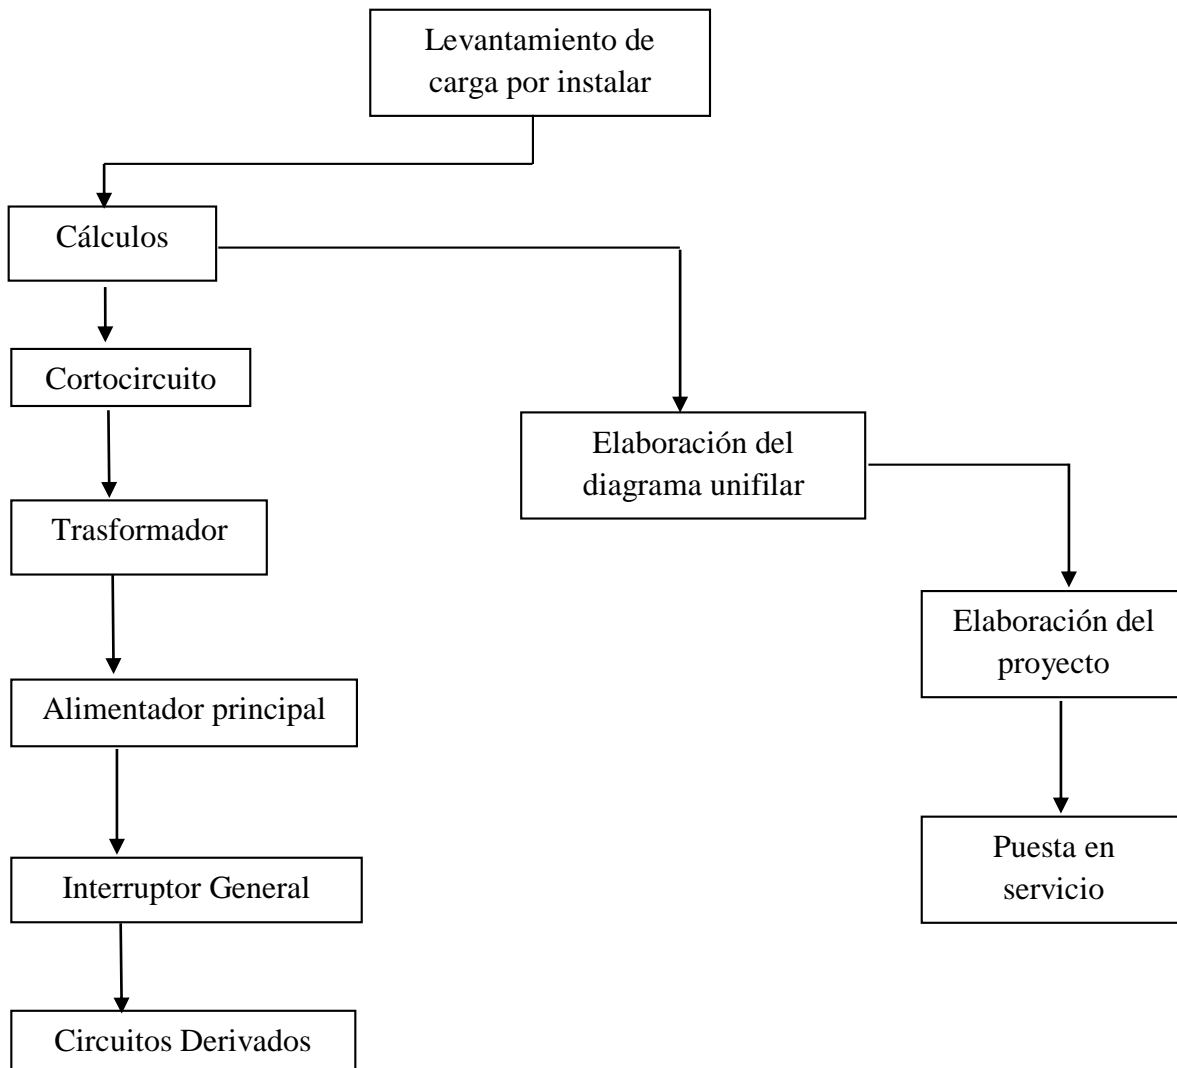 Levantamiento de
carga por instalar
Cálculos
Cortocircuito
Trasformador
Alimentador principal
Interruptor General
Circuitos Derivados
Elaboración del
diagrama unifilar
Elaboración del
proyecto
Puesta en
servicio